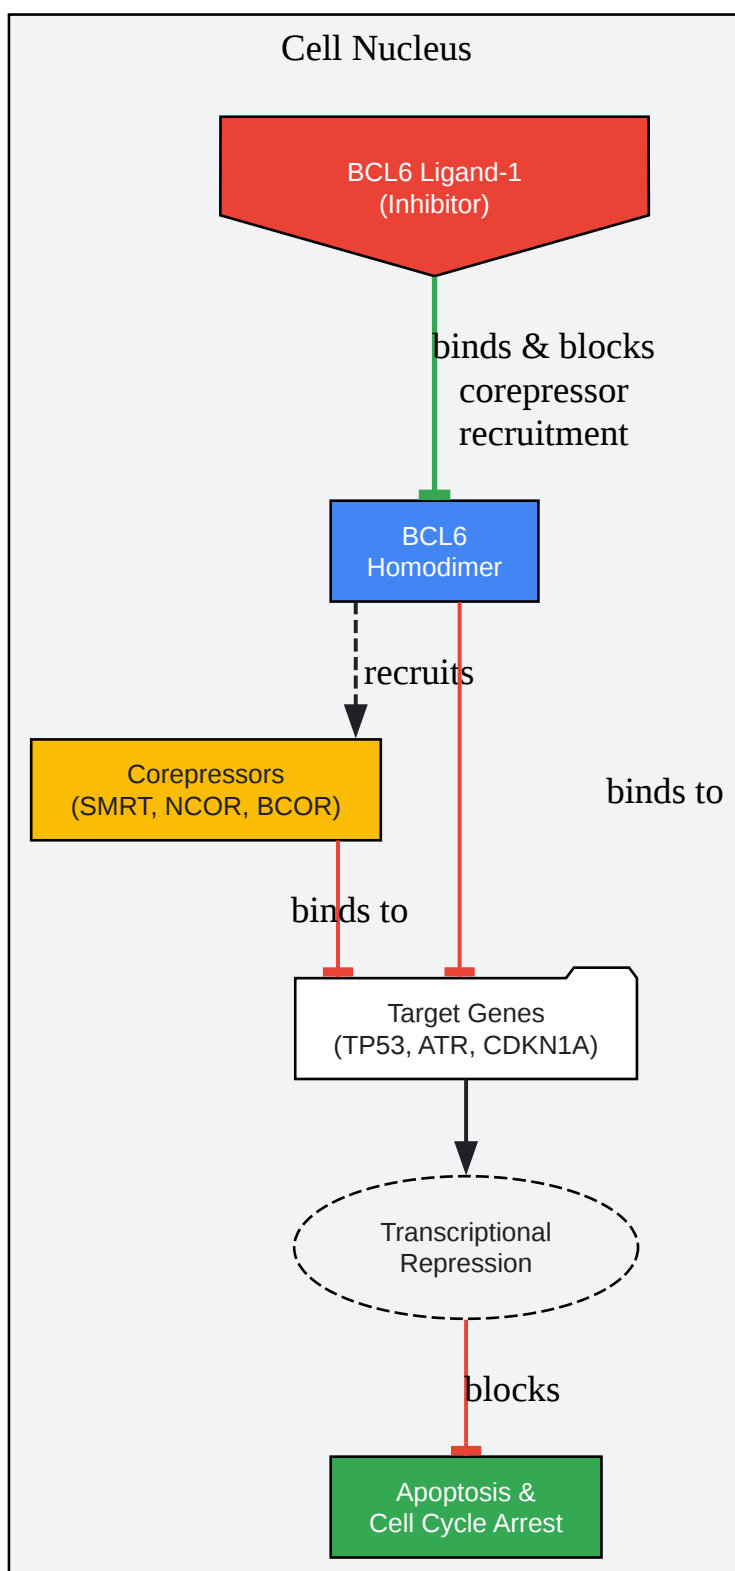 Cell Nucleus
BCL6 Ligand-1
(Inhibitor)
binds & blocks
corepressor
recruitment
BCL6
Homodimer
recruits
Corepressors
(SMRT, NCOR, BCOR)
binds to
binds to
Target Genes
(TP53, ATR, CDKN1A)
Transcriptional
Repression
blocks
Apoptosis &
Cell Cycle Arrest